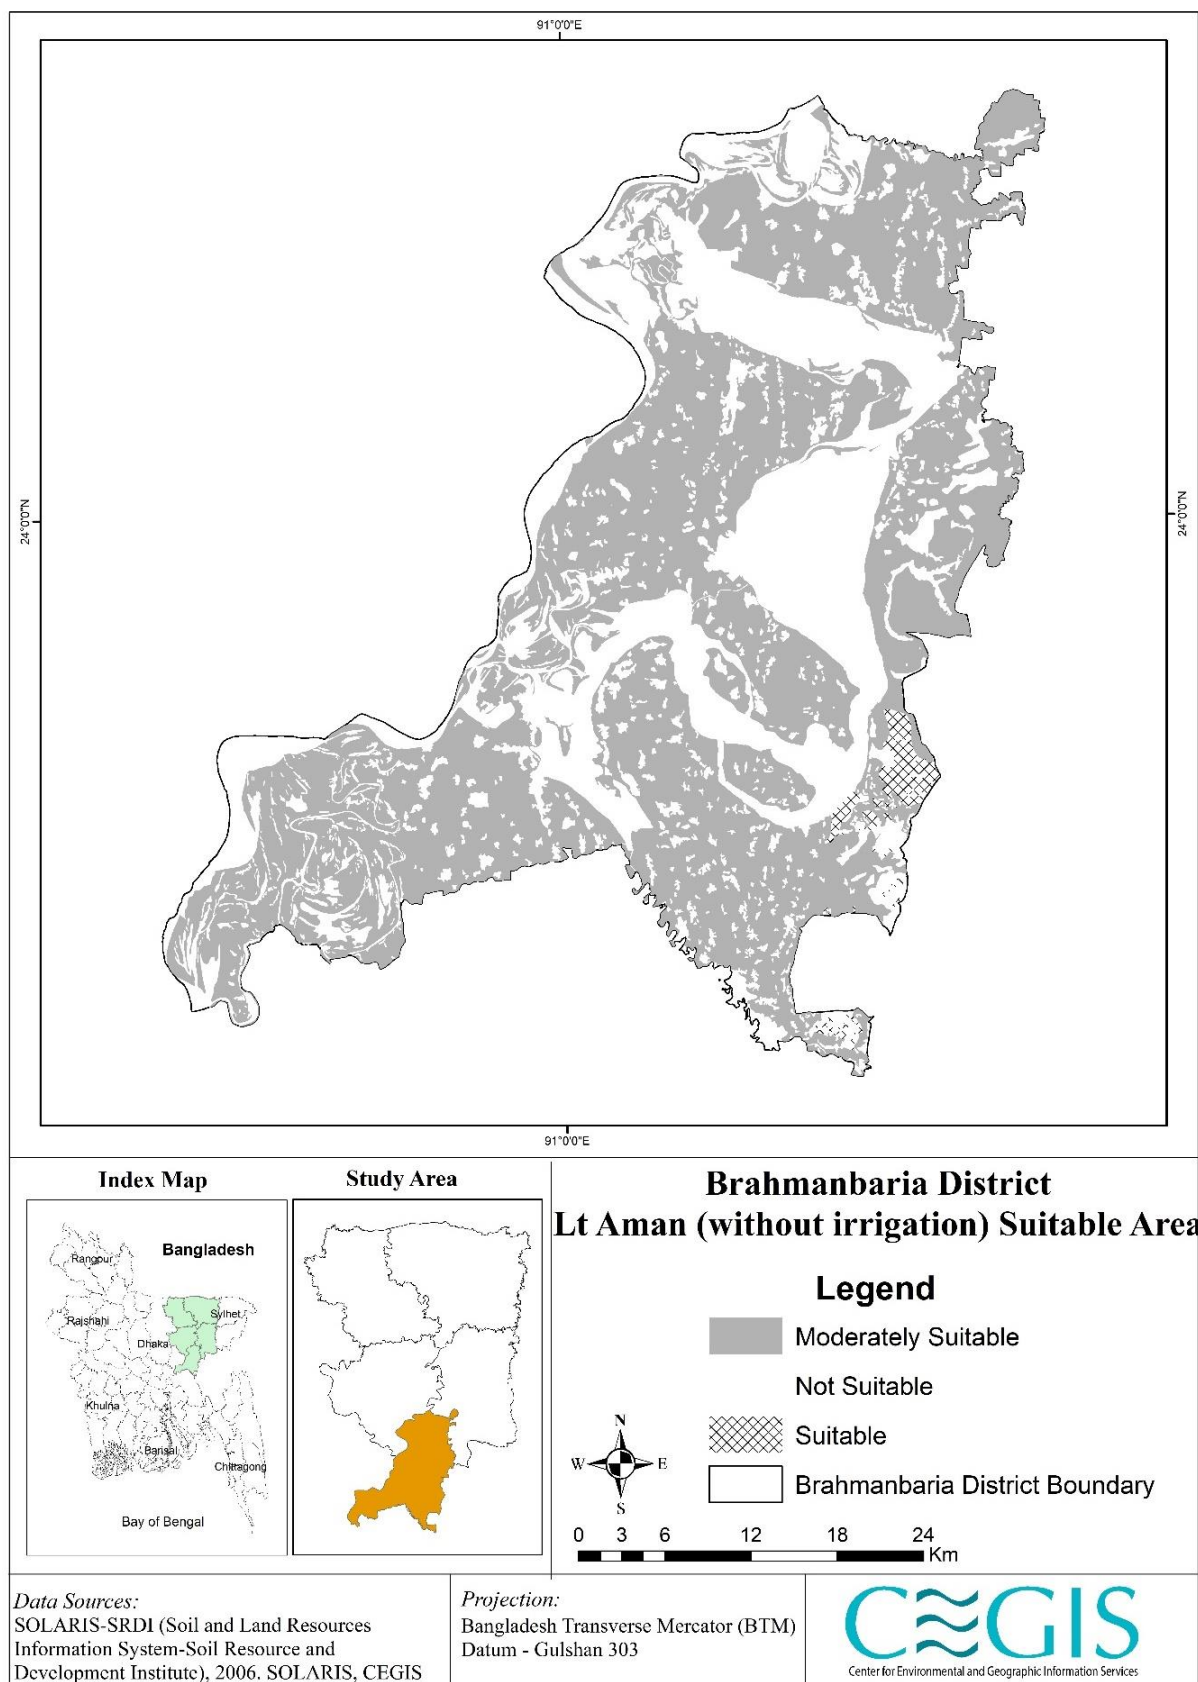 91°0'0"E
24°0'0"N
24°0'0"N
91°0'0"E
Index Map
Bangladesh
Rangpur
Rajshahi
Sylhet
Dhaka
Khulna
Barisal
Chittagong
Bay of Bengal
Study Area
Brahmanbaria District
Lt Aman (without irrigation) Suitable Area
Legend
Moderately Suitable
Not Suitable
Suitable
Brahmanbaria District Boundary
N
W E
S
0 3 6 12 18 24
Km
Data Sources:
SOLARIS-SRDI (Soil and Land Resources
Information System-Soil Resource and
Development Institute), 2006. SOLARIS, CEGIS
Projection:
Bangladesh Transverse Mercator (BTM)
Datum - Gulshan 303
CEGIS
Center for Environmental and Geographic Information Services